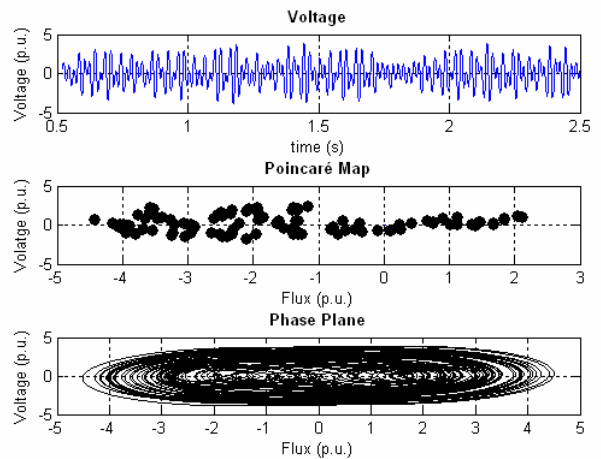 Voltage
Voltage (p.u.)
5
0
-5
0.5 1 1.5 2 2.5
time (s)
Poincaré Map
Volatge (p.u.)
5
0
-5
-5 -4 -3 -2 -1 0 1 2 3
Flux (p.u.)
Phase Plane
Voltage (p.u.)
5
0
-5
-5 -4 -3 -2 -1 0 1 2 3 4 5
Flux (p.u.)